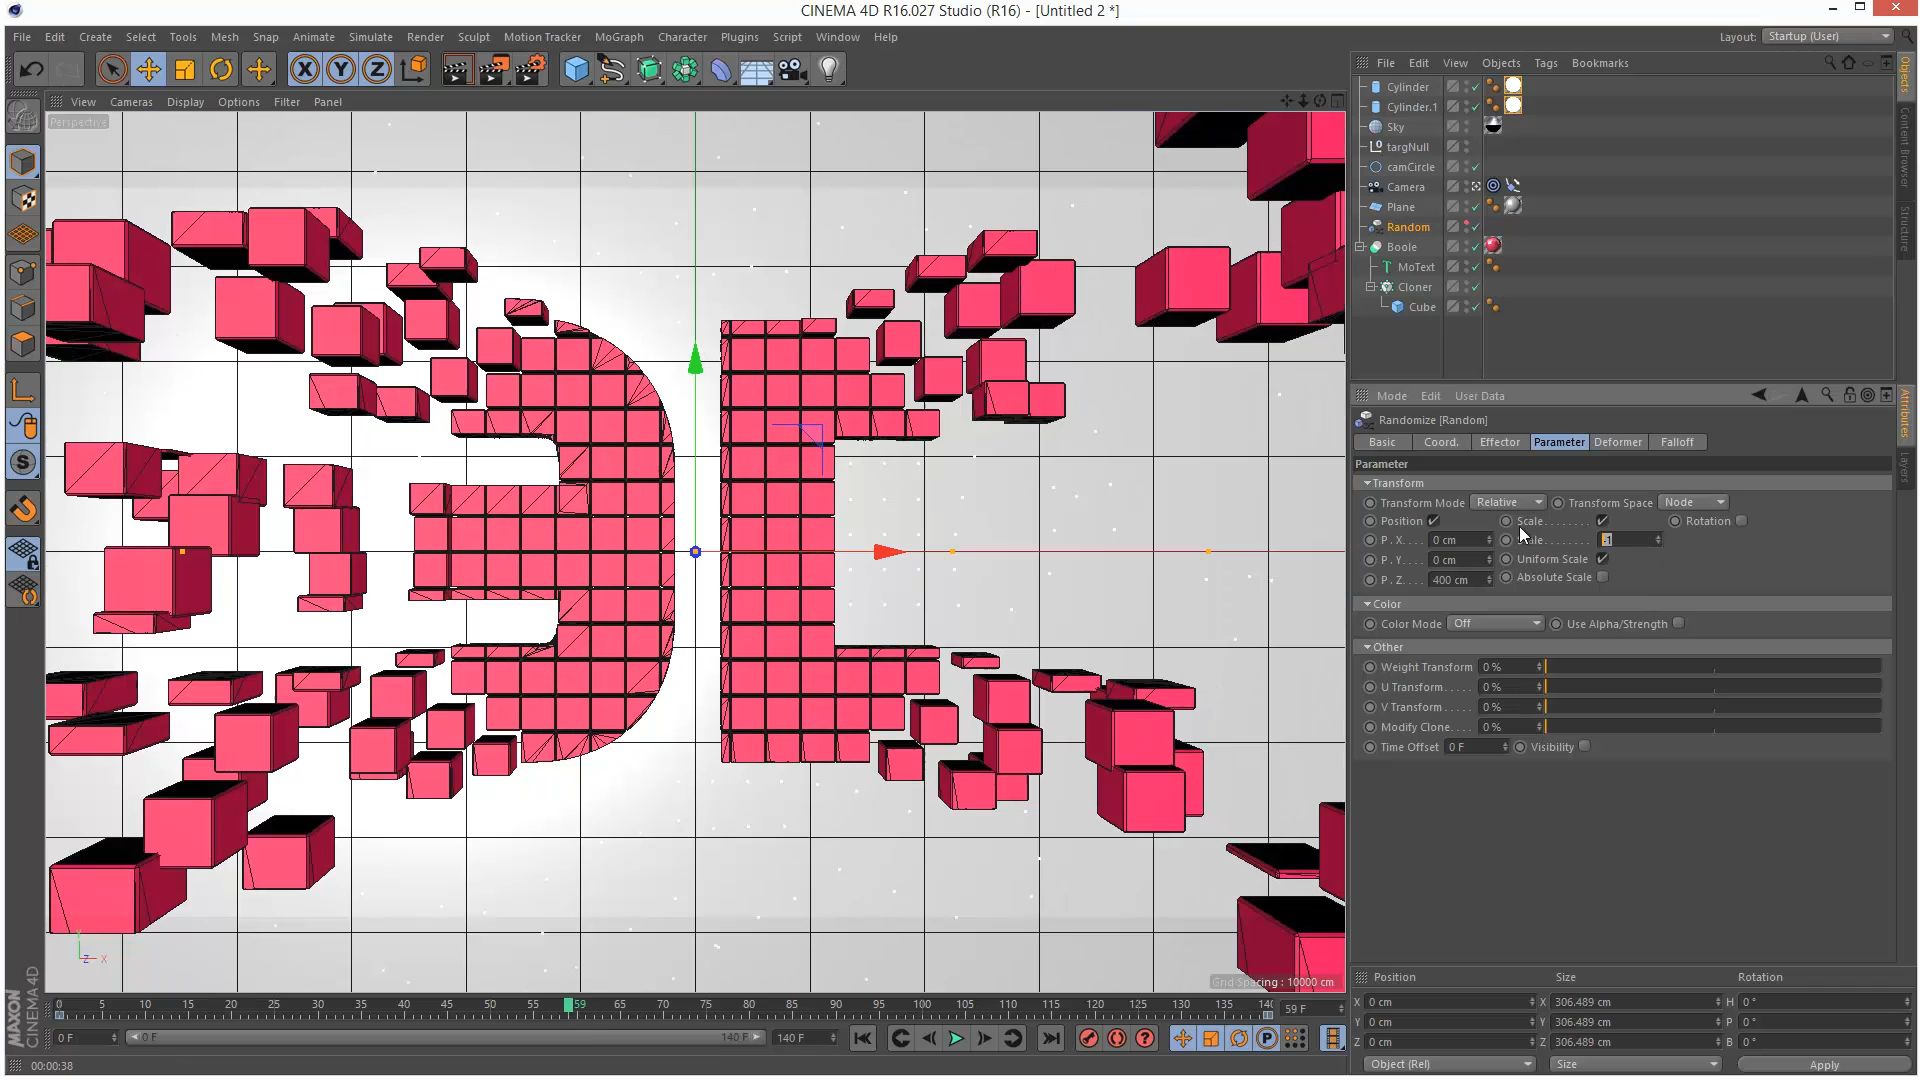 CINEMA 4D R16.027 Studio (R16) - [Untitled 2 *]
File Edit Create Select Tools Mesh Snap Animate Simulate Render Sculpt Motion Tracker MoGraph Character Plugins Script Window Help
Layout: Startup (User)
File Edit View Objects Tags Bookmarks
View Cameras Display Options Filter Panel
Perspective
Cylinder
Cylinder.1
Sky
targNull
camCircle
Camera
Plane
Random
Boole
MoText
Cloner
Cube
Objects
Content Browser
Structure
Attributes
Layers
Mode Edit User Data
Randomize [Random]
Basic Coord. Effector Parameter Deformer Falloff
Parameter
Transform
Transform Mode Relative Transform Space Node
Position Scale........ Rotation
P . X. . . . 0 cm
P . Y. . . . 0 cm Uniform Scale
P . Z. . . . 400 cm Absolute Scale
Color
Color Mode Off Use Alpha/Strength
Other
Weight Transform 0 %
U Transform..... 0 %
V Transform..... 0 %
Modify Clone.... 0 %
Time Offset 0 F Visibility
Y
Z X
Grid Spacing : 10000 cm
0 5 10 15 20 25 30 35 40 45 50 55 59 65 70 75 80 85 90 95 100 105 110 115 120 125 130 135 140 59 F
0 F 0 F 140 F 140 F
Position Size Rotation
X 0 cm X 306.489 cm H 0 °
Y 0 cm Y 306.489 cm P 0 °
Z 0 cm Z 306.489 cm B 0 °
Object (Rel) Size Apply
MAXON
CINEMA 4D
00:00:38